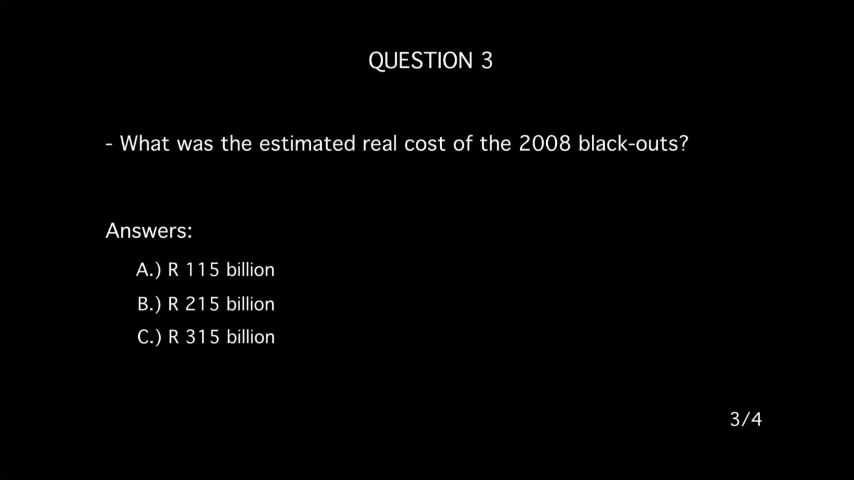 QUESTION 3
- What was the estimated real cost of the 2008 black-outs?
Answers:
A.) R 115 billion
B.) R 215 billion
C.) R 315 billion
3/4